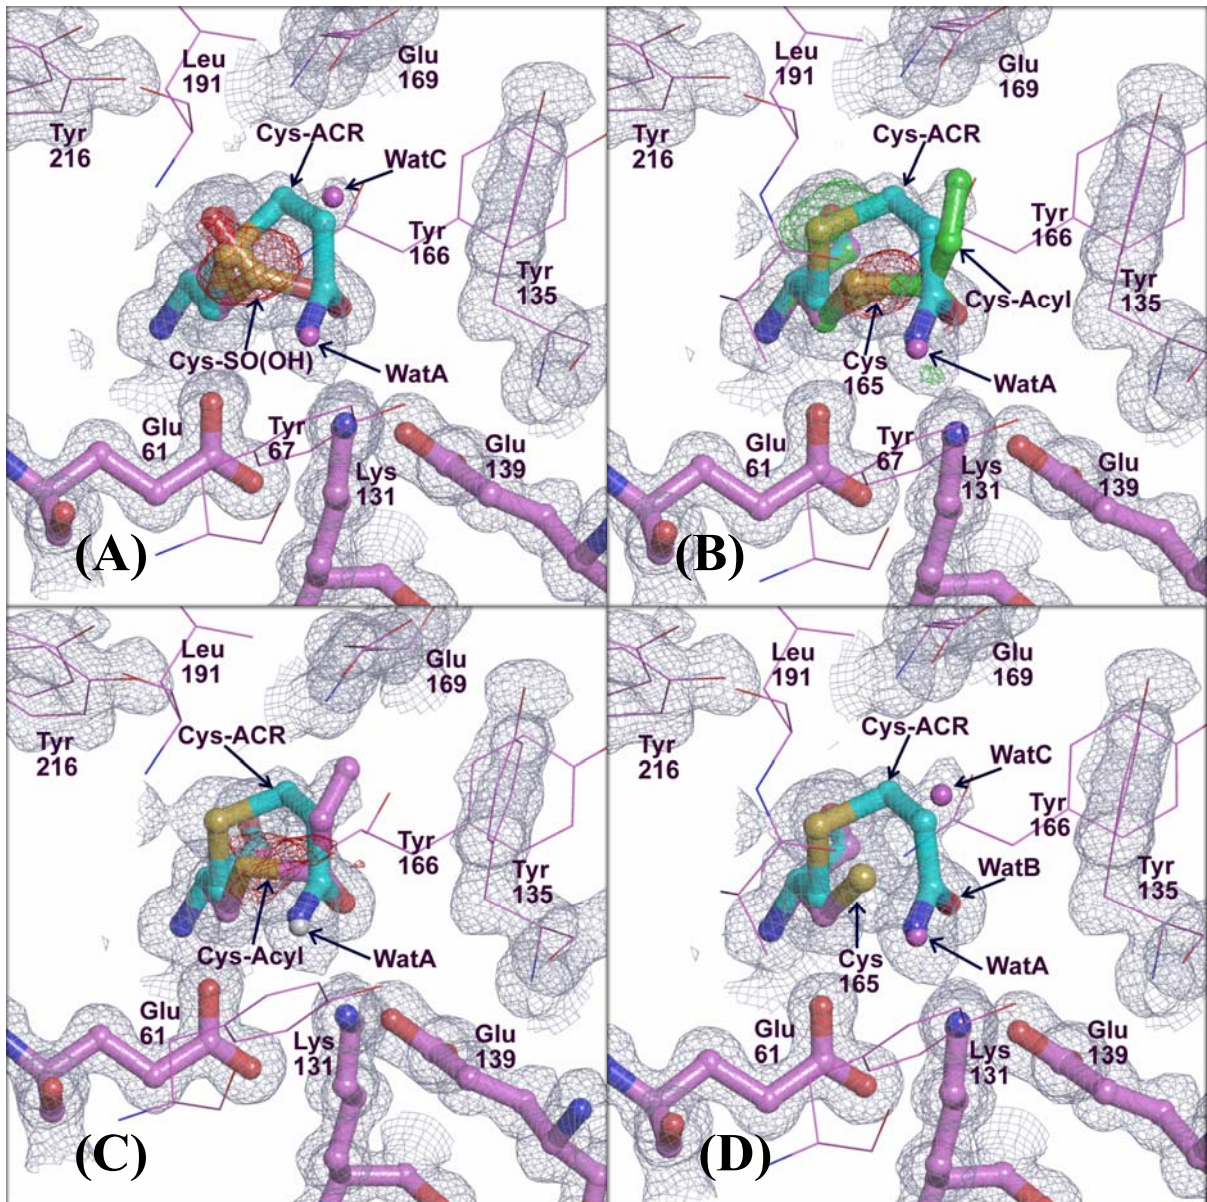 Leu
191
Glu
169
Tyr
216
Cys-ACR
WatC
Tyr
166
Tyr
135
Cys-SO(OH)
WatA
Glu
61
Tyr
67
Lys
131
Glu
139
(A)
Leu
191
Glu
169
Tyr
216
Cys-ACR
Tyr
166
Tyr
135
Cys-Acyl
Cys
165
WatA
Glu
61
Tyr
67
Lys
131
Glu
139
(B)
Leu
191
Glu
169
Tyr
216
Cys-ACR
Tyr
166
Tyr
135
Cys-Acyl
WatA
Glu
61
Lys
131
Glu
139
(C)
Leu
191
Glu
169
Tyr
216
Cys-ACR
WatC
Tyr
166
Tyr
135
WatB
Cys
165
WatA
Glu
61
Lys
131
Glu
139
(D)